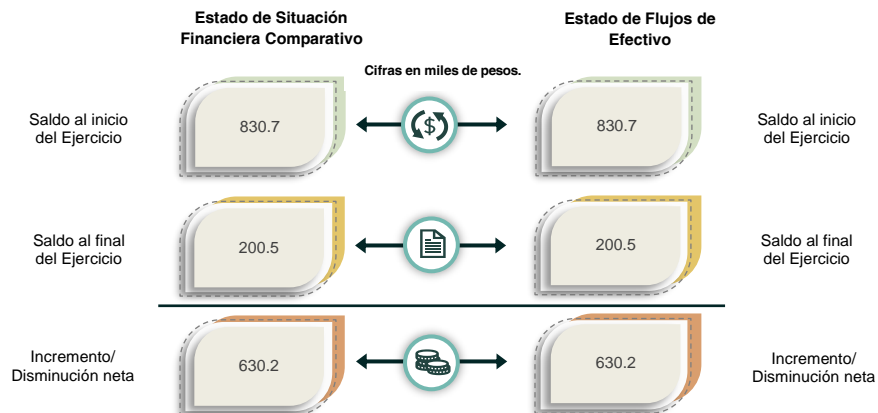 Estado de Situación
Financiera Comparativo
Estado de Flujos de
Efectivo
Cifras en miles de pesos.
Saldo al inicio
del Ejercicio
830.7
$
830.7
Saldo al inicio
del Ejercicio
Saldo al final
del Ejercicio
200.5
200.5
Saldo al final
del Ejercicio
Incremento/
Disminución neta
630.2
630.2
Incremento/
Disminución neta